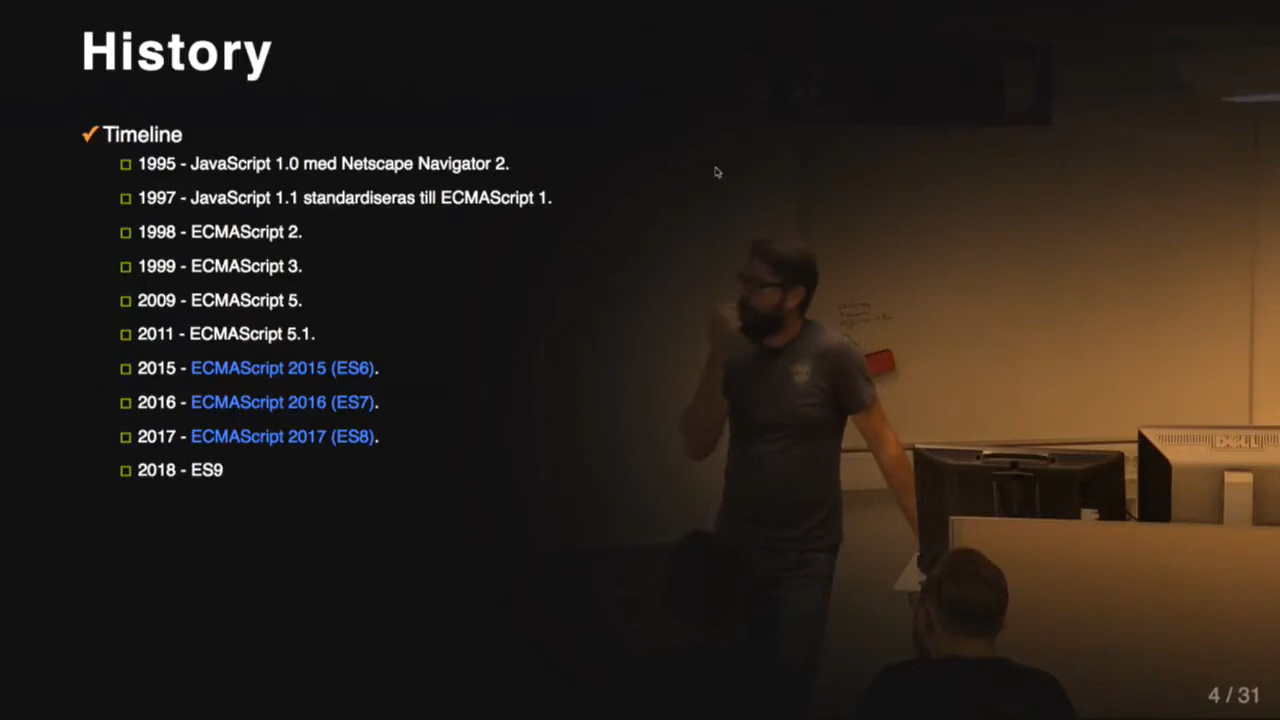 History
✔ Timeline
1995 - JavaScript 1.0 med Netscape Navigator 2.
1997 - JavaScript 1.1 standardiseras till ECMAScript 1.
1998 - ECMAScript 2.
1999 - ECMAScript 3.
2009 - ECMAScript 5.
2011 - ECMAScript 5.1.
2015 - ECMAScript 2015 (ES6).
2016 - ECMAScript 2016 (ES7).
2017 - ECMAScript 2017 (ES8).
2018 - ES9
DELL
4 / 31